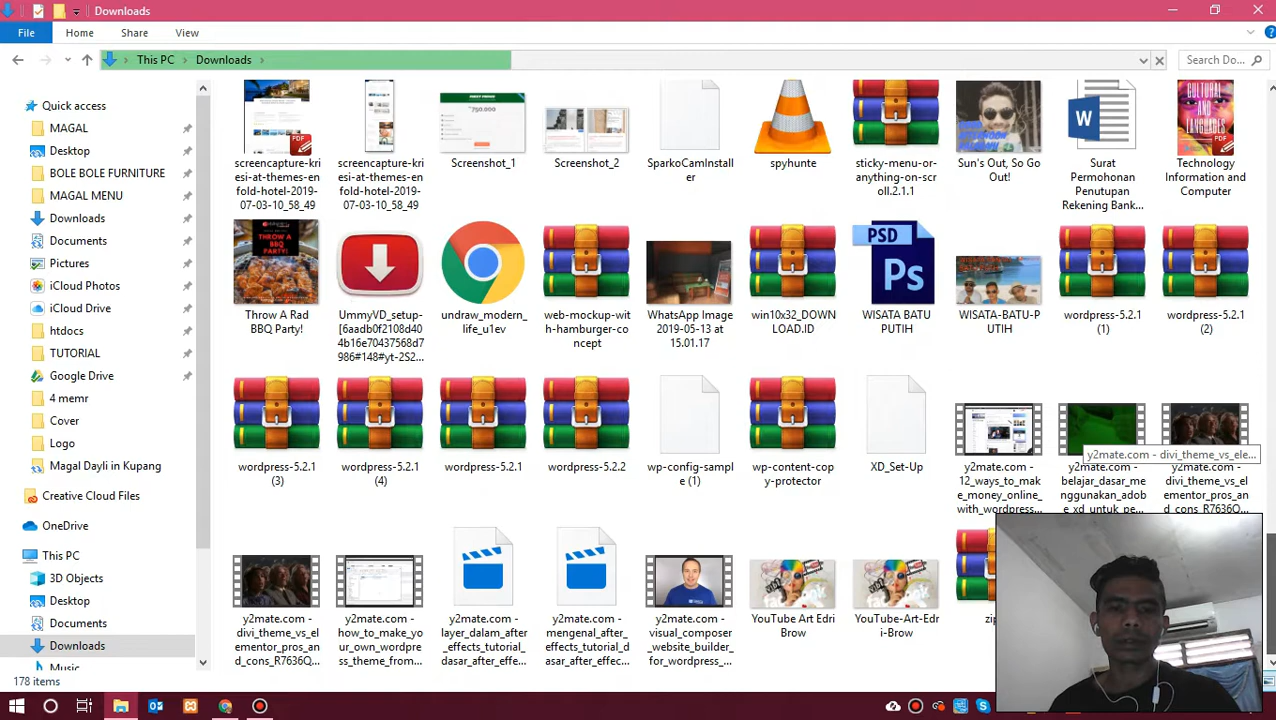 Downloads
File
Home
Share
View
This PC
Downloads
Search Do...
Quick access
MAGAL
Desktop
BOLE BOLE FURNITURE
MAGAL MENU
Downloads
Documents
Pictures
iCloud Photos
iCloud Drive
htdocs
TUTORIAL
Google Drive
4 memr
Cover
Logo
Magal Dayli in Kupang
Creative Cloud Files
OneDrive
This PC
3D Objects
Desktop
Documents
Downloads
Music
screencapture-kri
esi-at-themes-en
fold-hotel-2019-
07-03-10_58_49
screencapture-kri
esi-at-themes-en
fold-hotel-2019-
07-03-10_58_49
Screenshot_1
Screenshot_2
SparkoCamInstall
er
spyhunte
sticky-menu-or-
anything-on-scr
oll.2.1.1
Sun's Out, So Go
Out!
Surat
Permohonan
Penutupan
Rekening Bank...
CULTURAL
AND
LANGUAGES
Technology
Information and
Computer
THROW A
BBQ
PARTY!
Throw A Rad
BBQ Party!
UmmyVD_setup-
[6aadb0f2108d40
4b16e70437568d7
986#148#yt-2S2...
undraw_modern_
life_u1ev
web-mockup-wit
h-hamburger-co
ncept
WhatsApp Image
2019-05-13 at
15.01.17
win10x32_DOWN
LOAD.ID
PSD
Ps
WISATA BATU
PUTIH
WISATA-BATU-P
UTIH
wordpress-5.2.1
(1)
wordpress-5.2.1
(2)
wordpress-5.2.1
(3)
wordpress-5.2.1
(4)
wordpress-5.2.1
wordpress-5.2.2
wp-config-sampl
e (1)
wp-content-cop
y-protector
XD_Set-Up
y2mate.com -
12_ways_to_mak
e_money_online_
with_wordpress...
y2mate.com - divi_theme_vs_ele...
y2mate.com -
belajar_dasar_me
nggunakan_adob
e_xd_untuk_pe...
y2mate.com -
divi_theme_vs_el
ementor_pros_an
d_cons_R7636Q...
y2mate.com -
divi_theme_vs_el
ementor_pros_an
d_cons_R7636Q...
y2mate.com -
how_to_make_yo
ur_own_wordpre
ss_theme_from...
y2mate.com -
layer_dalam_after
_effects_tutorial_d
asar_after_effe...
y2mate.com -
mengenal_after_
effects_tutorial_d
asar_after_effec...
y2mate.com -
visual_composer
_website_builder_
for_wordpress_...
YouTube Art Edri
Brow
YouTube-Art-Edr
i-Brow
zip
178 items